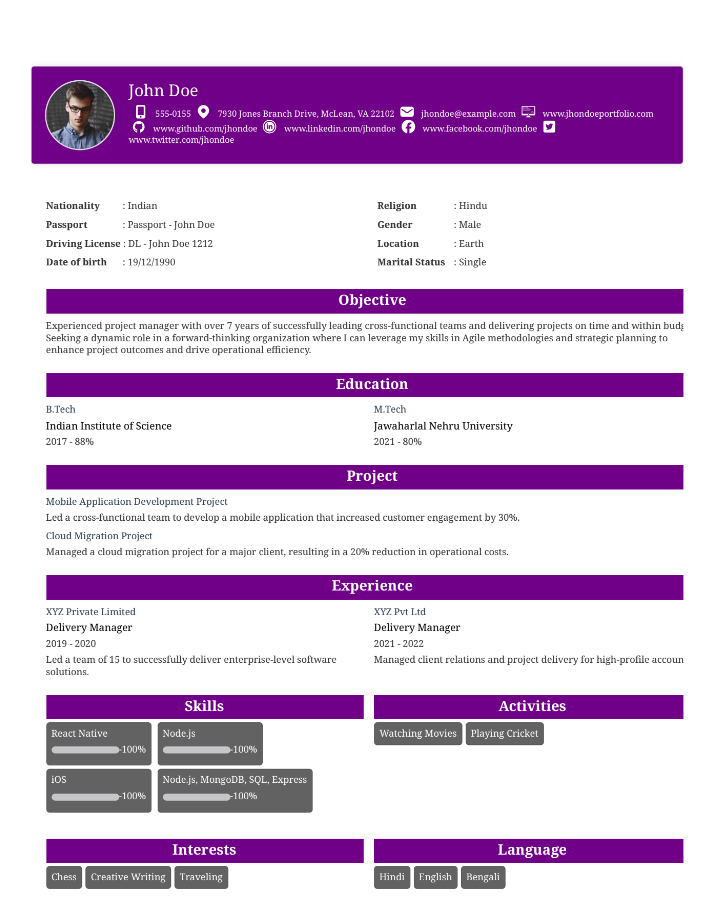 John Doe
555-0155 7930 Jones Branch Drive, McLean, VA 22102 jhondoe@example.com www.jhondoeportfolio.com
www.github.com/jhondoe www.linkedin.com/jhondoe www.facebook.com/jhondoe
www.twitter.com/jhondoe
Nationality : Indian
Passport : Passport - John Doe
Driving License : DL - John Doe 1212
Date of birth : 19/12/1990
Religion : Hindu
Gender : Male
Location : Earth
Marital Status : Single
Objective
Experienced project manager with over 7 years of successfully leading cross-functional teams and delivering projects on time and within budg
Seeking a dynamic role in a forward-thinking organization where I can leverage my skills in Agile methodologies and strategic planning to
enhance project outcomes and drive operational efficiency.
Education
B.Tech
Indian Institute of Science
2017 - 88%
M.Tech
Jawaharlal Nehru University
2021 - 80%
Project
Mobile Application Development Project
Led a cross-functional team to develop a mobile application that increased customer engagement by 30%.
Cloud Migration Project
Managed a cloud migration project for a major client, resulting in a 20% reduction in operational costs.
Experience
XYZ Private Limited
Delivery Manager
2019 - 2020
Led a team of 15 to successfully deliver enterprise-level software
solutions.
XYZ Pvt Ltd
Delivery Manager
2021 - 2022
Managed client relations and project delivery for high-profile accoun
Skills
React Native
-100%
Node.js
-100%
iOS
-100%
Node.js, MongoDB, SQL, Express
-100%
Activities
Watching Movies
Playing Cricket
Interests
Chess
Creative Writing
Traveling
Language
Hindi
English
Bengali